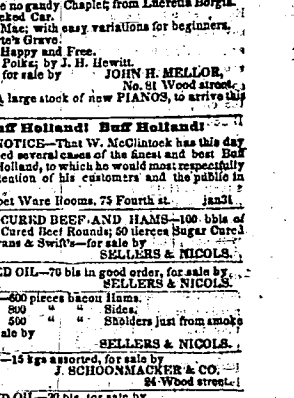 no gandy Chaplet; from Lucretia Borgia.
cked Car.
Mae; with easy variations for beginners,
te's Grave.
Happy and Free.
Polks; by J. H. Hewitt.
for sale by JOHN H. MELLOR,
No. 81 Wood street.
A large stock of new PIANOS, to arrive this
uff Holland! Buff Holland!
NOTICE—That W. McClintock has this day
ed several cases of the finest and best Buff
Holland, to which he would most respectfully
tention of his customers and the public in
pet Ware Rooms, 75 Fourth st. jan31
CURED BEEF AND HAMS—100 bbls of
Cured Beef Rounds; 50 tierces Sugar Cured
ans & Swift's—for sale by
SELLERS & NICOLS.
D OIL—70 bls in good order, for sale by
SELLERS & NICOLS.
—600 pieces bacon Hams.
800 " " Sides.
500 " " Sholders just from smoke
ale by
SELLERS & NICOLS.
—15 kgs assorted, for sale by
J. SCHOONMACKER & CO.
24 Wood street.
D OIL—20 bls. for sale by